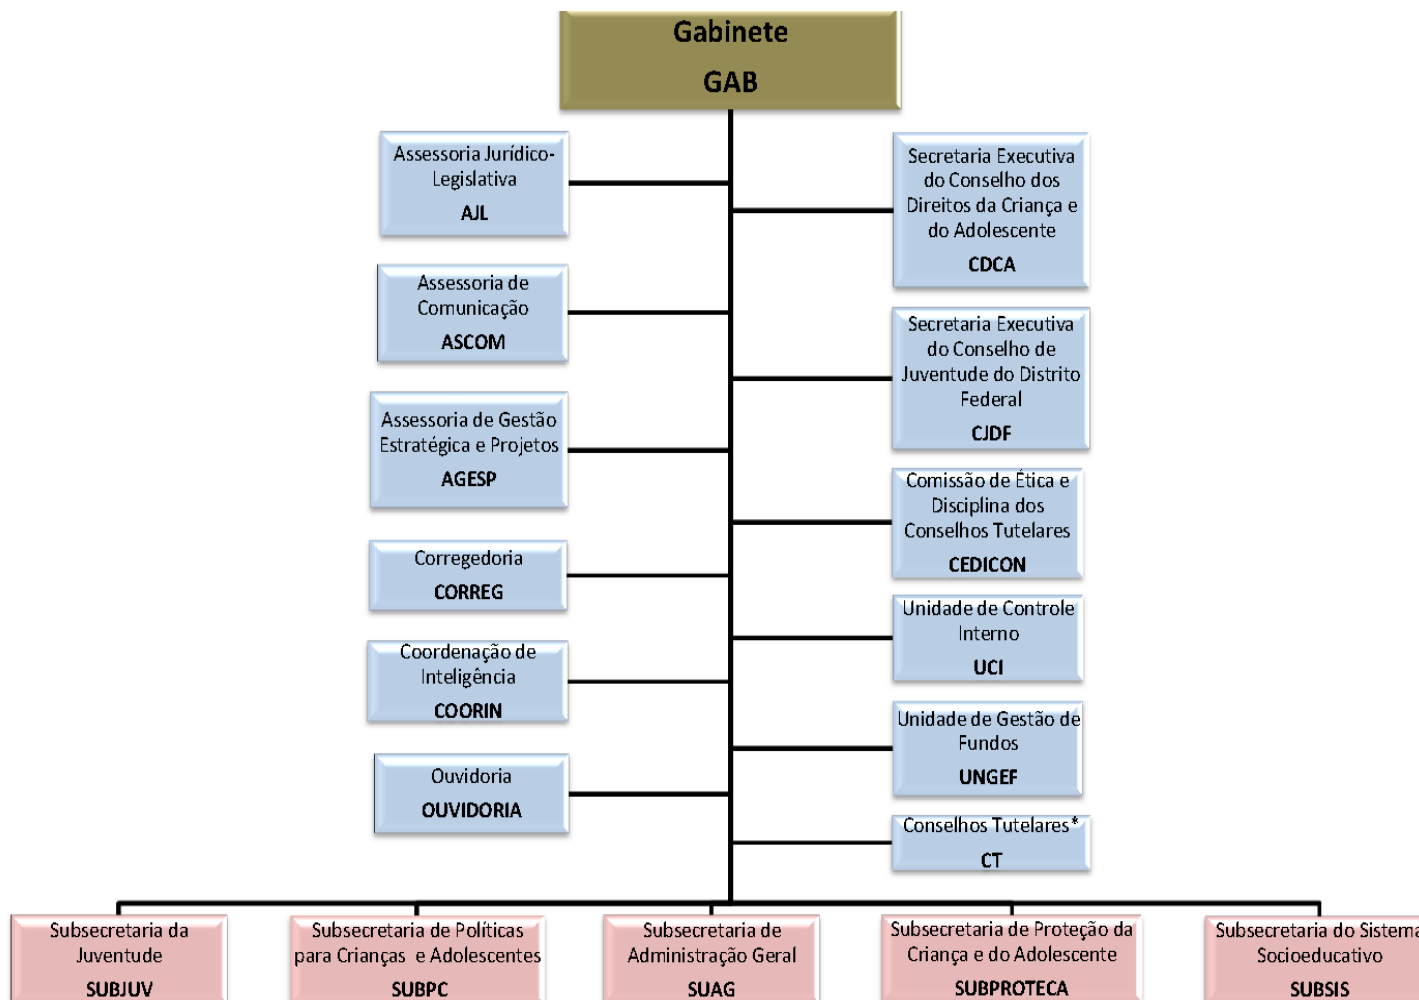 Gabinete
GAB
Assessoria Jurídico-
Legislativa
AJL
Assessoria de
Comunicação
ASCOM
Assessoria de Gestão
Estratégica e Projetos
AGESP
Corregedoria
CORREG
Coordenação de
Inteligência
COORIN
Ouvidoria
OUVIDORIA
Secretaria Executiva
do Conselho dos
Direitos da Criança e
do Adolescente
CDCA
Secretaria Executiva
do Conselho de
Juventude do Distrito
Federal
CJDF
Comissão de Ética e
Disciplina dos
Conselhos Tutelares
CEDICON
Unidade de Controle
Interno
UCI
Unidade de Gestão de
Fundos
UNGEF
Conselhos Tutelares*
CT
Subsecretaria da
Juventude
SUBJUV
Subsecretaria de Políticas
para Crianças e Adolescentes
SUBPC
Subsecretaria de
Administração Geral
SUAG
Subsecretaria de Proteção da
Criança e do Adolescente
SUBPROTECA
Subsecretaria do Sistema
Socioeducativo
SUBSIS